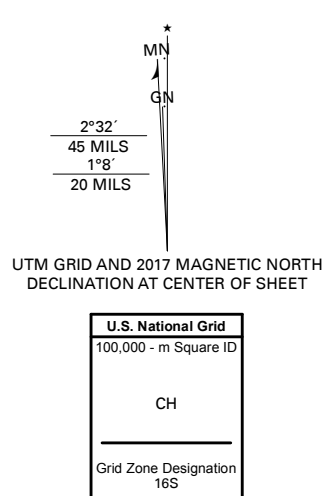 ★
MN
GN
2°32´
45 MILS
1°8´
20 MILS
UTM GRID AND 2017 MAGNETIC NORTH
DECLINATION AT CENTER OF SHEET
U.S. National Grid
100,000 - m Square ID
CH
Grid Zone Designation
16S